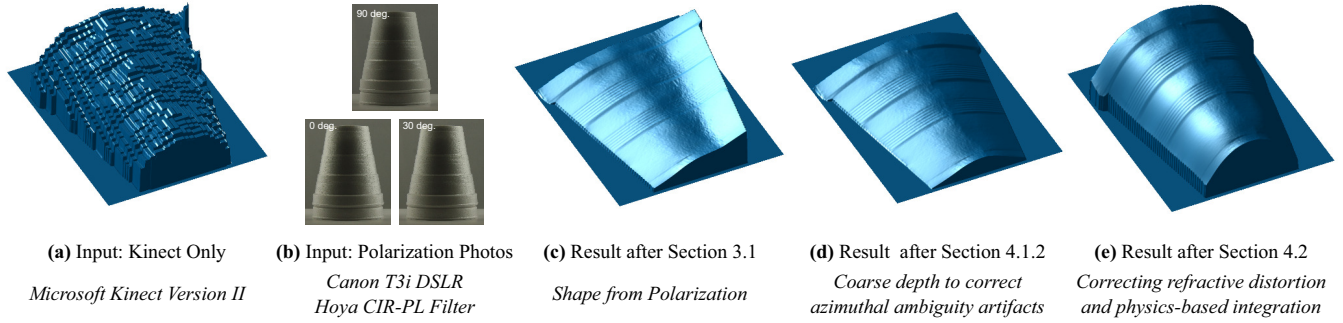 90 deg.
0 deg.
30 deg.
(a) Input: Kinect Only
Microsoft Kinect Version II
(b) Input: Polarization Photos
Canon T3i DSLR
Hoya CIR-PL Filter
(c) Result after Section 3.1
Shape from Polarization
(d) Result after Section 4.1.2
Coarse depth to correct
azimuthal ambiguity artifacts
(e) Result after Section 4.2
Correcting refractive distortion
and physics-based integration